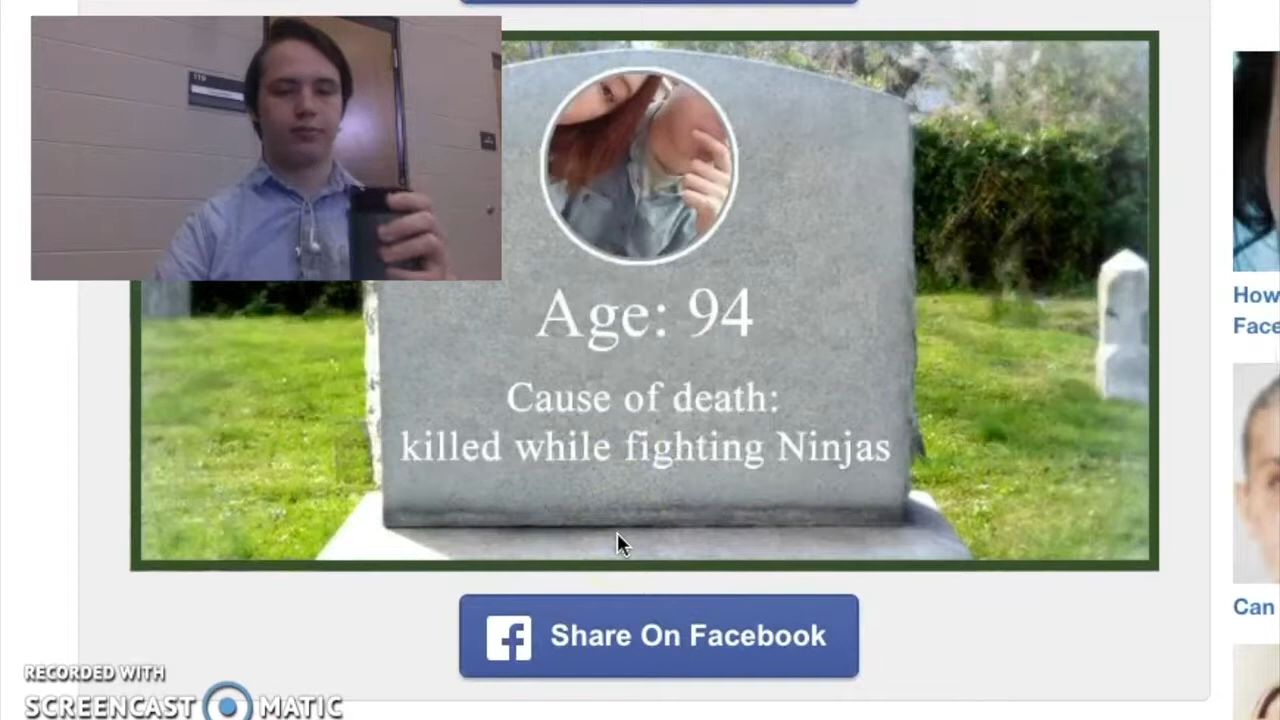 119
Age: 94
Cause of death:
killed while fighting Ninjas
How
Face
Share On Facebook
Can
RECORDED WITH
SCREENCAST MATIC